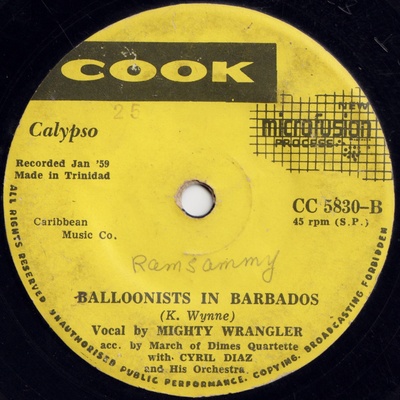 COOK
25
Calypso
NEW
microfusion
PROCESS
Recorded Jan '59
Made in Trinidad
CC 5830-B
45 rpm (S.P.)
Caribbean
Music Co.
Ramsammy
BALLOONISTS IN BARBADOS
(K. Wynne)
Vocal by MIGHTY WRANGLER
acc. by March of Dimes Quartette
with CYRIL DIAZ
and His Orchestra
ALL RIGHTS RESERVED UNAUTHORISED PUBLIC PERFORMANCE. COPYING. BROADCASTING FORBIDDEN